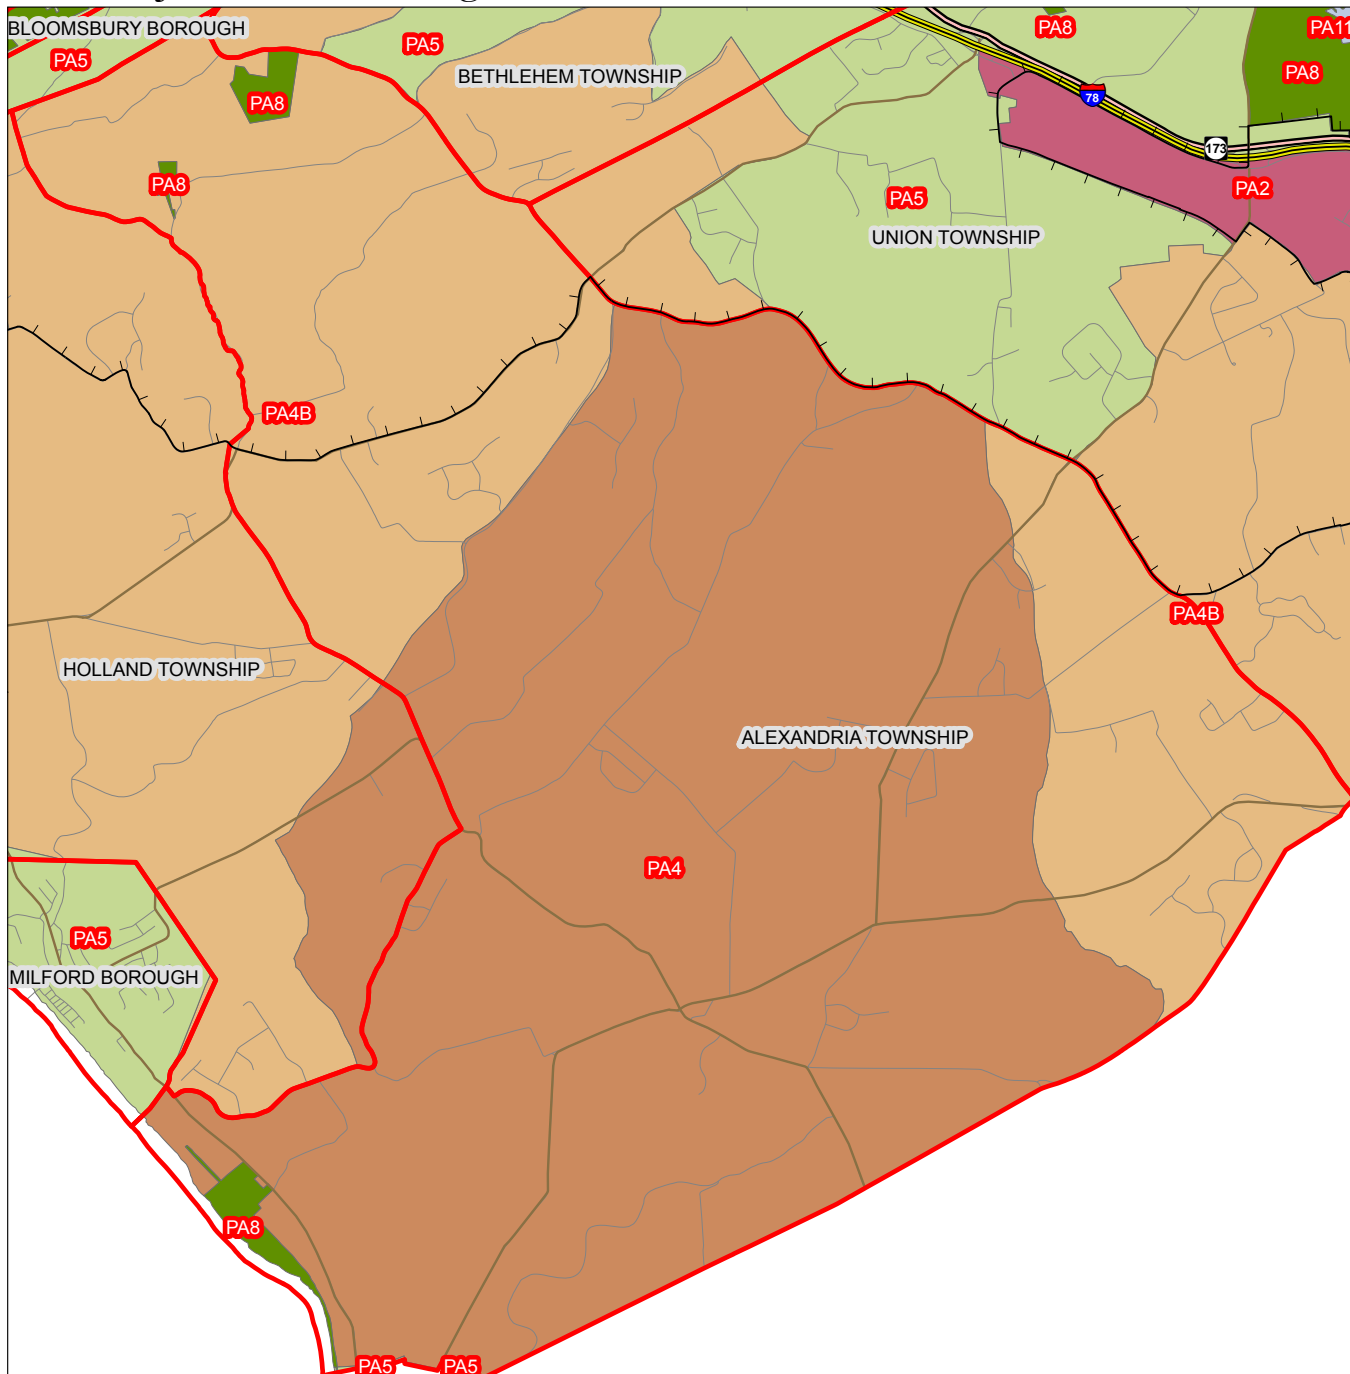 BLOOMSBURY BOROUGH
PA5
PA5
BETHLEHEM TOWNSHIP
PA8
PA11
PA8
78
PA8
173
PA8
PA2
PA5
UNION TOWNSHIP
PA4B
PA4B
HOLLAND TOWNSHIP
ALEXANDRIA TOWNSHIP
PA4
PA5
MILFORD BOROUGH
PA8
PA5
PA5